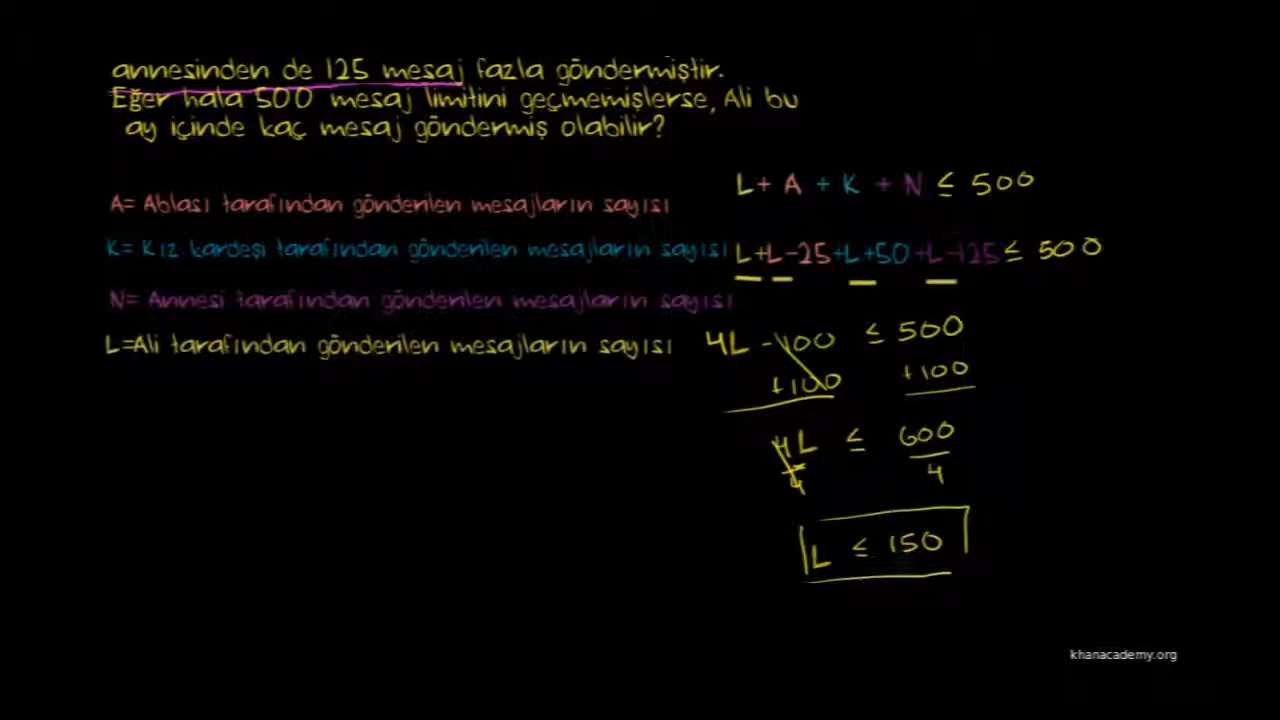 annesinden de 125 mesaj fazla göndermiştir.
Eğer hala 500 mesaj limitini geçmemişlerse, Ali bu
ay içinde kaç mesaj göndermiş olabilir?
A= Ablası tarafından gönderilen mesajların sayısı
K= Kız kardeşi tarafından gönderilen mesajların sayısı
N= Annesi tarafından gönderilen mesajların sayısı
L=Ali tarafından gönderilen mesajların sayısı
L+ A + K + N ≤ 500
L+L-25+L+50+L-125≤ 500
4L -100 ≤ 500
+100 +100
4L ≤ 600
4 4
L ≤ 150
khanacademy.org